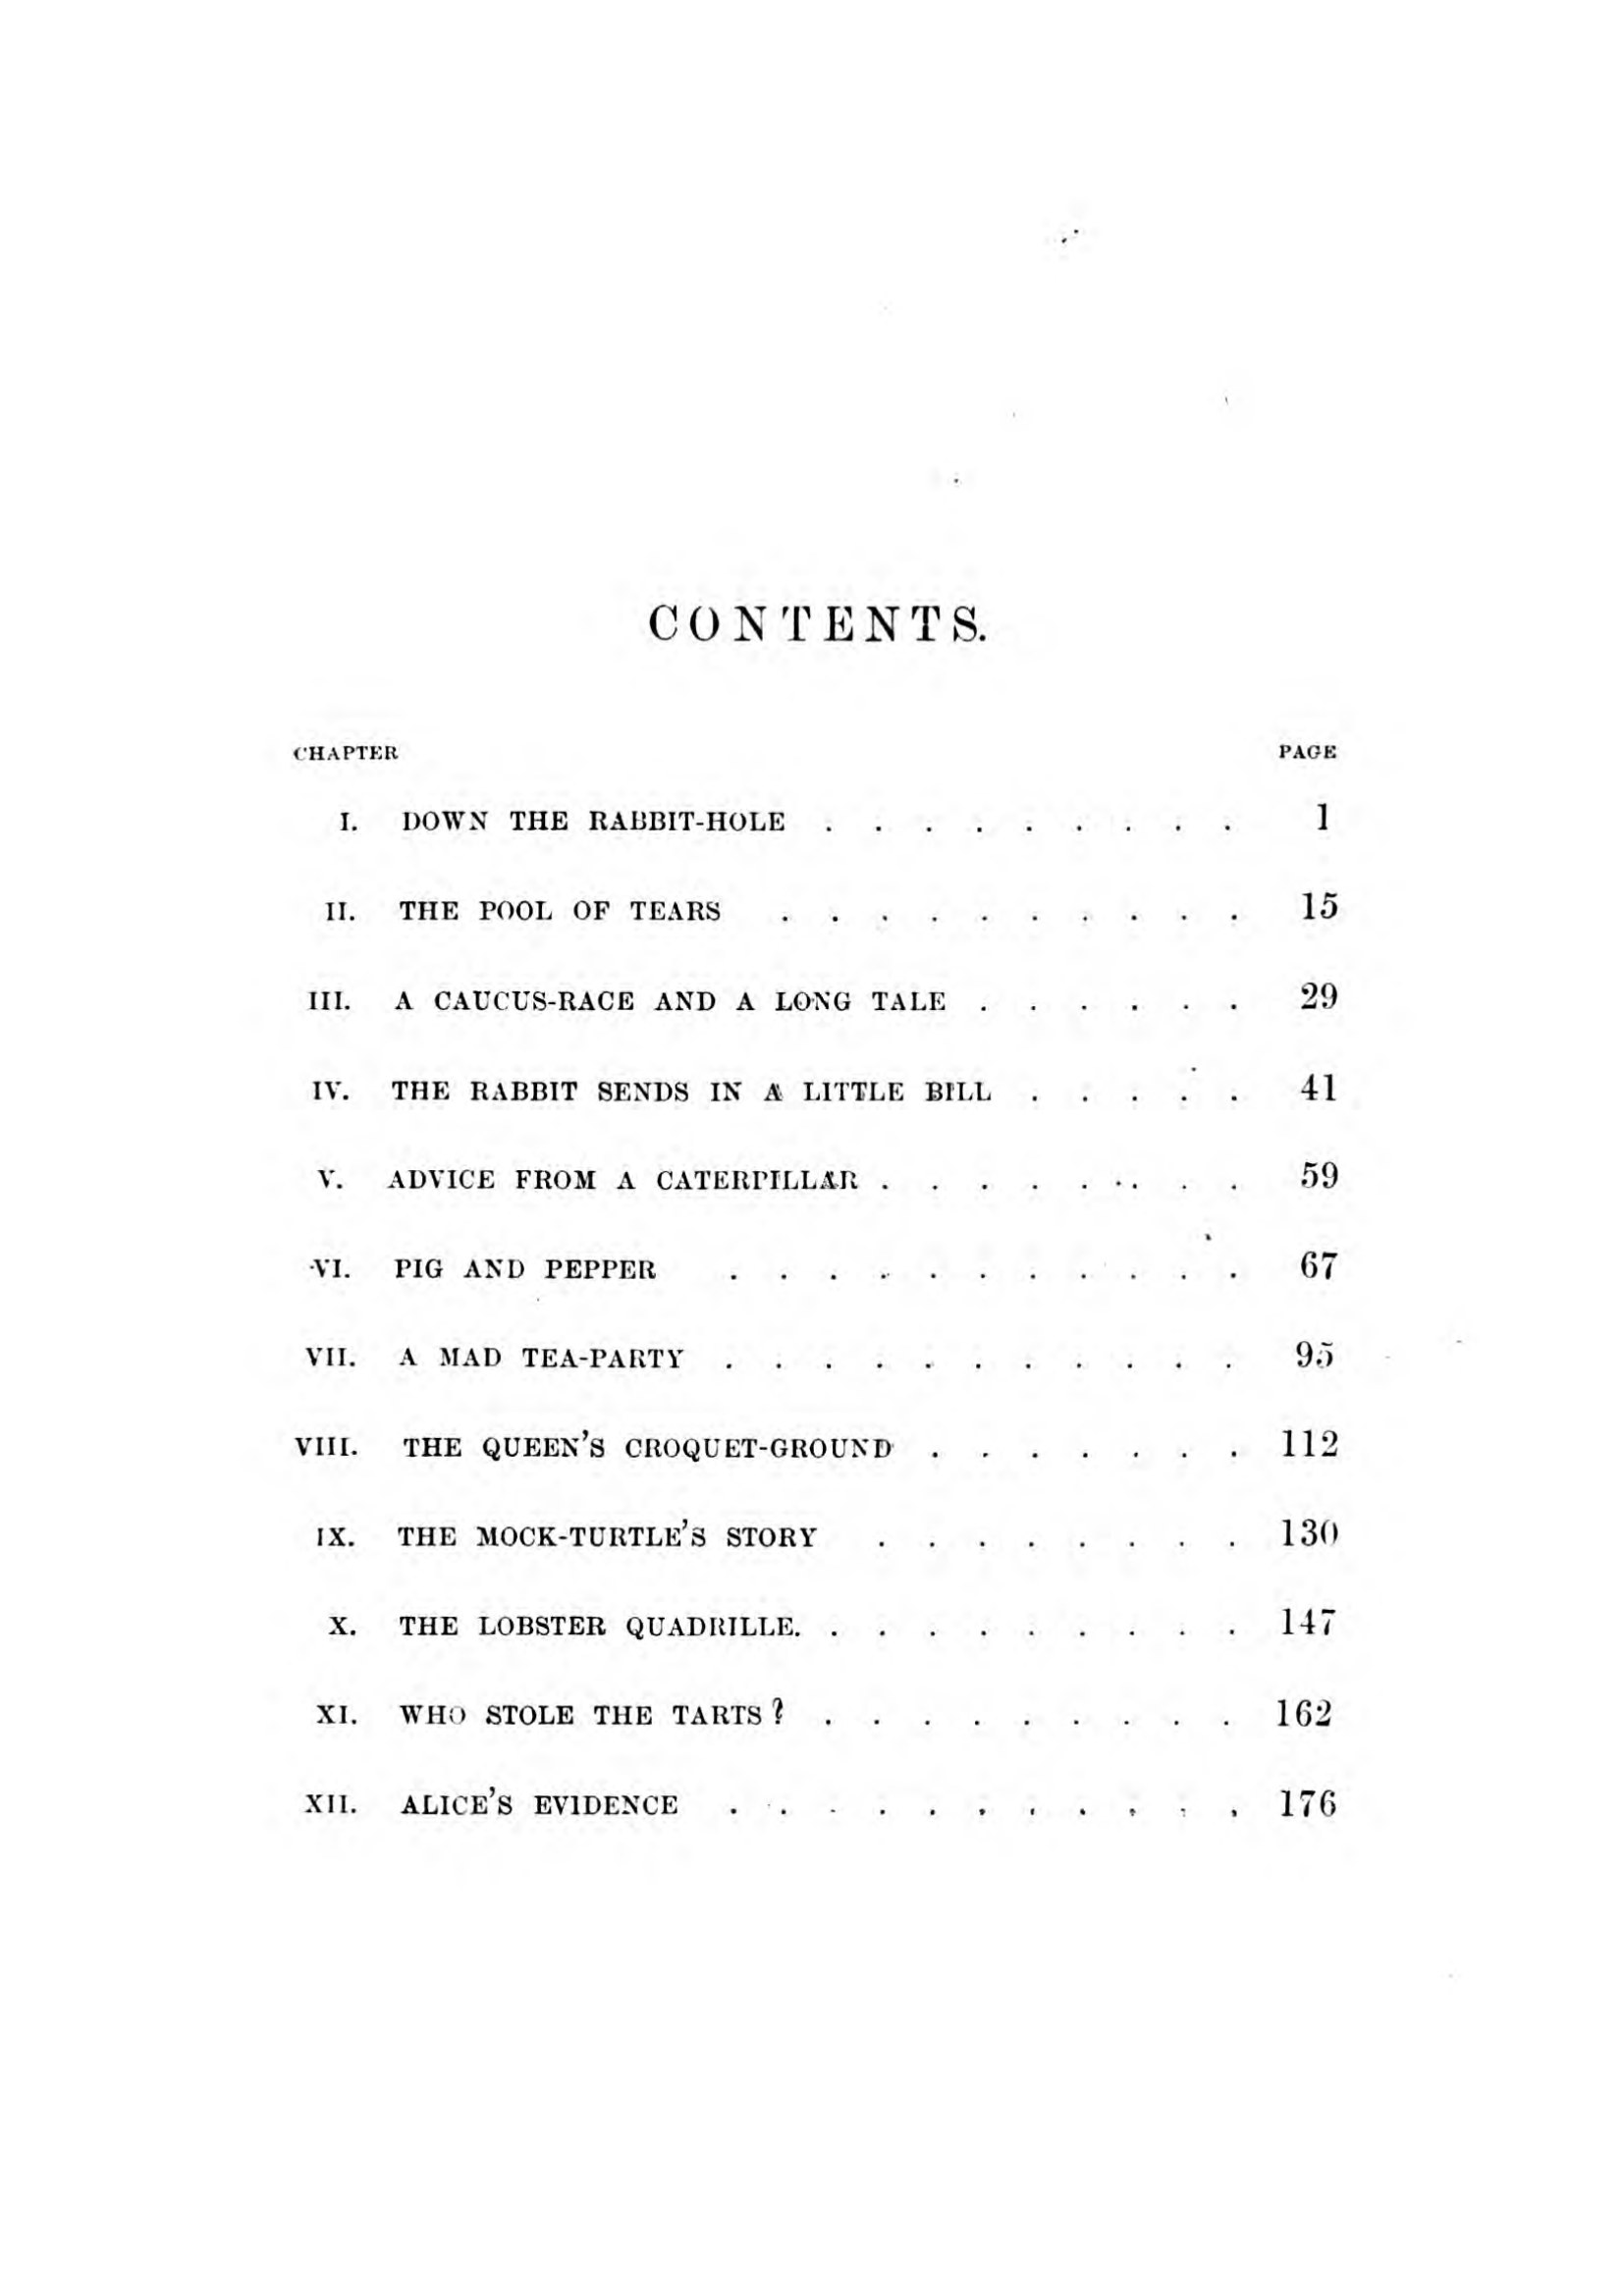 CONTENTS.
CHAPTER PAGE
I. DOWN THE RABBIT-HOLE . . . . . . . . . 1
II. THE POOL OF TEARS . . . . . . . . . . 15
III. A CAUCUS-RACE AND A LONG TALE . . . . . . 29
IV. THE RABBIT SENDS IN A LITTLE BILL . . . . . 41
V. ADVICE FROM A CATERPILLAR . . . . . . . . 59
VI. PIG AND PEPPER . . . . . . . . . . . 67
VII. A MAD TEA-PARTY . . . . . . . . . . . 95
VIII. THE QUEEN'S CROQUET-GROUND . . . . . . . 112
IX. THE MOCK-TURTLE'S STORY . . . . . . . . 130
X. THE LOBSTER QUADRILLE. . . . . . . . . . 147
XI. WHO STOLE THE TARTS? . . . . . . . . . 162
XII. ALICE'S EVIDENCE . . . . . . . . . . . 176